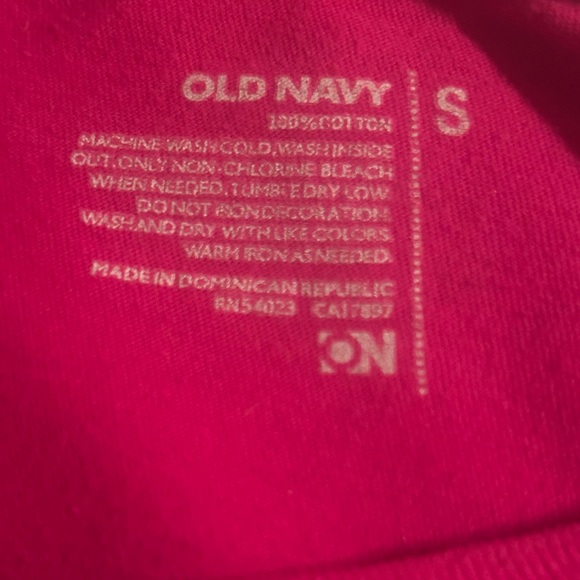 OLD NAVY
S
100% COTTON
MACHINE WASH COLD, WASH INSIDE
OUT, ONLY NON-CHLORINE BLEACH
WHEN NEEDED, TUMBLE DRY LOW.
DO NOT IRON DECORATION.
WASH AND DRY WITH LIKE COLORS.
WARM IRON AS NEEDED.
MADE IN DOMINICAN REPUBLIC
RN54023 CA17897
ON